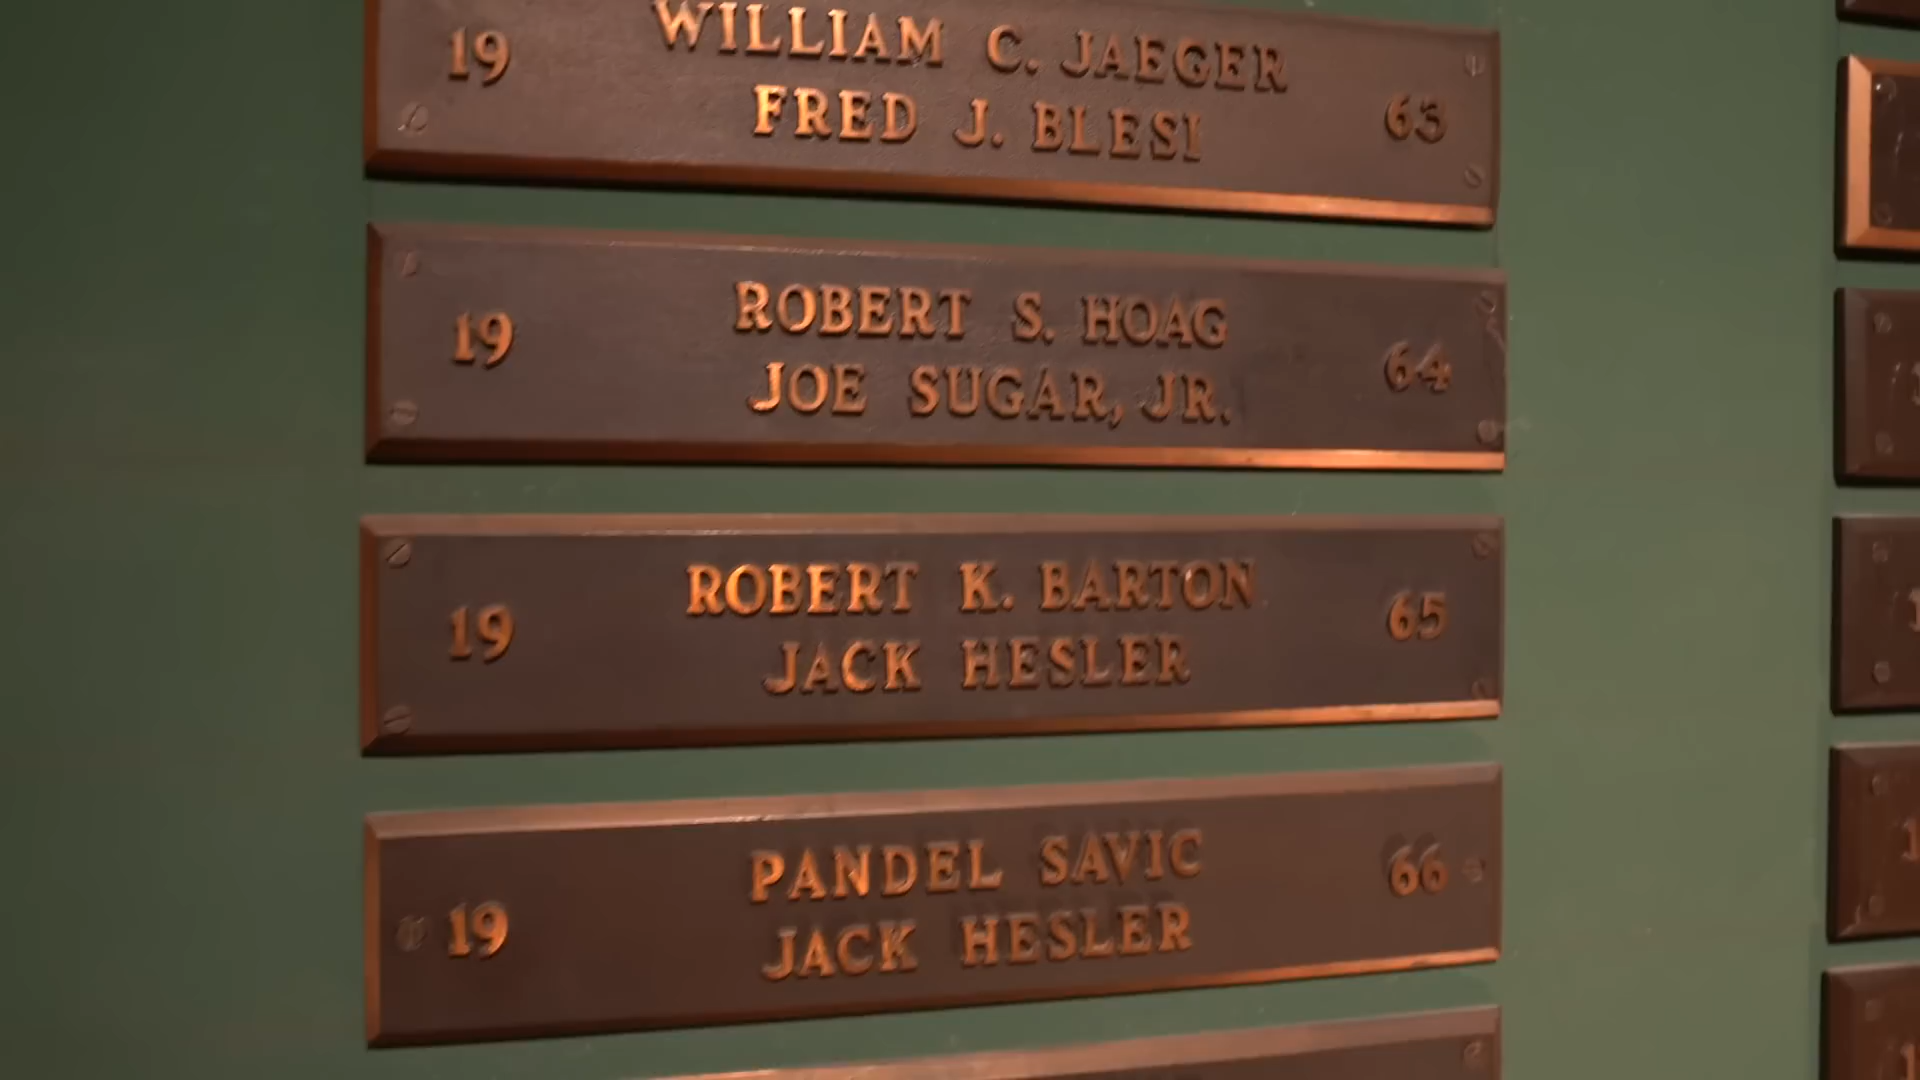 WILLIAM C. JAEGER
19 FRED J. BLESI 63
ROBERT S. HOAG
19 JOE SUGAR, JR. 64
ROBERT K. BARTON
19 JACK HESLER 65
PANDEL SAVIC
19 JACK HESLER 66